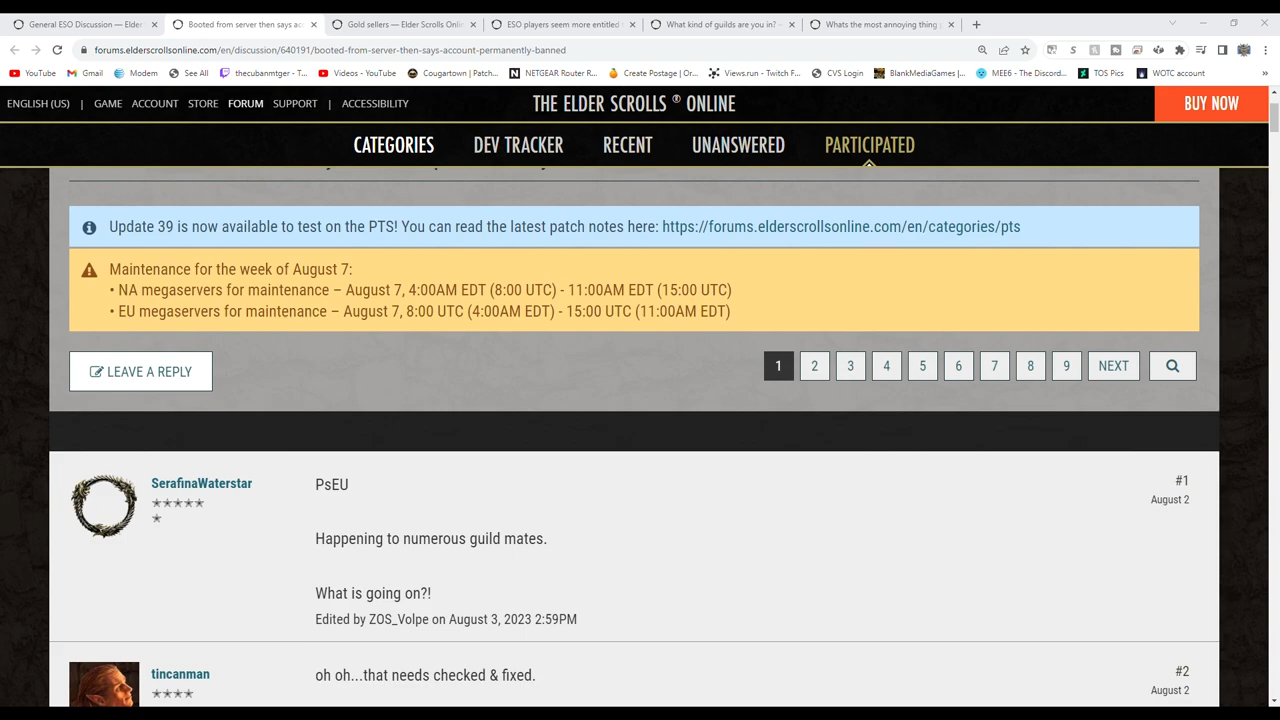 General ESO Discussion — Elder
Booted from server then says acc
Gold sellers — Elder Scrolls Onlin
ESO players seem more entitled
What kind of guilds are you in? -
Whats the most annoying thing
forums.elderscrollsonline.com/en/discussion/640191/booted-from-server-then-says-account-permanently-banned
YouTube
Gmail
Modem
See All
thecubanmtger - T...
Videos - YouTube
Cougartown | Patch...
NETGEAR Router R...
Create Postage | Or...
Views.run - Twitch F...
CVS Login
BlankMediaGames |...
MEE6 - The Discord...
TOS Pics
WOTC account
»
ENGLISH (US) | GAME ACCOUNT STORE FORUM SUPPORT | ACCESSIBILITY
THE ELDER SCROLLS ® ONLINE
BUY NOW
CATEGORIES DEV TRACKER RECENT UNANSWERED PARTICIPATED
Update 39 is now available to test on the PTS! You can read the latest patch notes here: https://forums.elderscrollsonline.com/en/categories/pts
Maintenance for the week of August 7:
• NA megaservers for maintenance – August 7, 4:00AM EDT (8:00 UTC) - 11:00AM EDT (15:00 UTC)
• EU megaservers for maintenance – August 7, 8:00 UTC (4:00AM EDT) - 15:00 UTC (11:00AM EDT)
LEAVE A REPLY
1 2 3 4 5 6 7 8 9 NEXT
SerafinaWaterstar
PsEU
#1
August 2
Happening to numerous guild mates.
What is going on?!
Edited by ZOS_Volpe on August 3, 2023 2:59PM
tincanman
oh oh...that needs checked & fixed.
#2
August 2